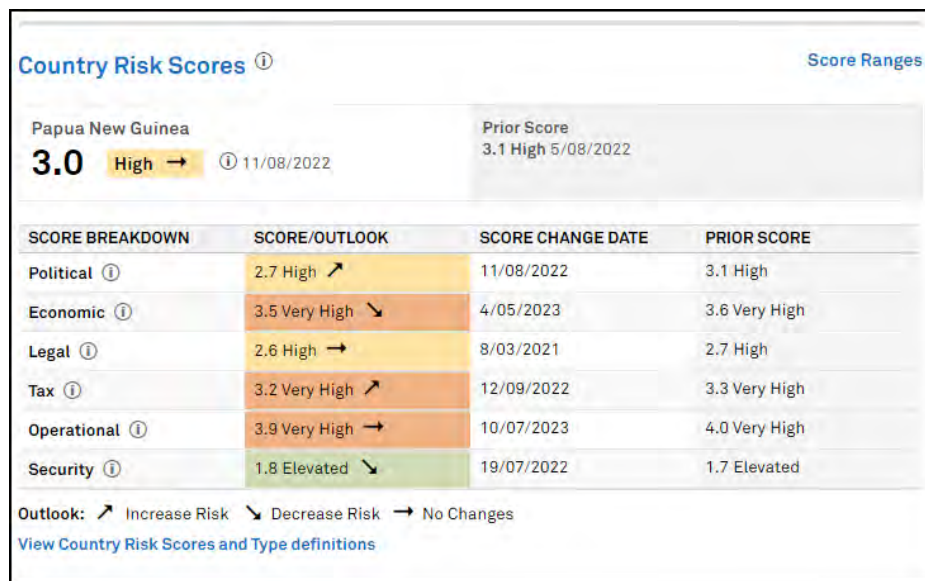 Country Risk Scores ⓘ
Score Ranges
Papua New Guinea
3.0 High → ⓘ 11/08/2022
Prior Score
3.1 High 5/08/2022
SCORE BREAKDOWN SCORE/OUTLOOK SCORE CHANGE DATE PRIOR SCORE
Political ⓘ 2.7 High ↗ 11/08/2022 3.1 High
Economic ⓘ 3.5 Very High ↘ 4/05/2023 3.6 Very High
Legal ⓘ 2.6 High → 8/03/2021 2.7 High
Tax ⓘ 3.2 Very High ↗ 12/09/2022 3.3 Very High
Operational ⓘ 3.9 Very High → 10/07/2023 4.0 Very High
Security ⓘ 1.8 Elevated ↘ 19/07/2022 1.7 Elevated
Outlook: ↗ Increase Risk ↘ Decrease Risk → No Changes
View Country Risk Scores and Type definitions